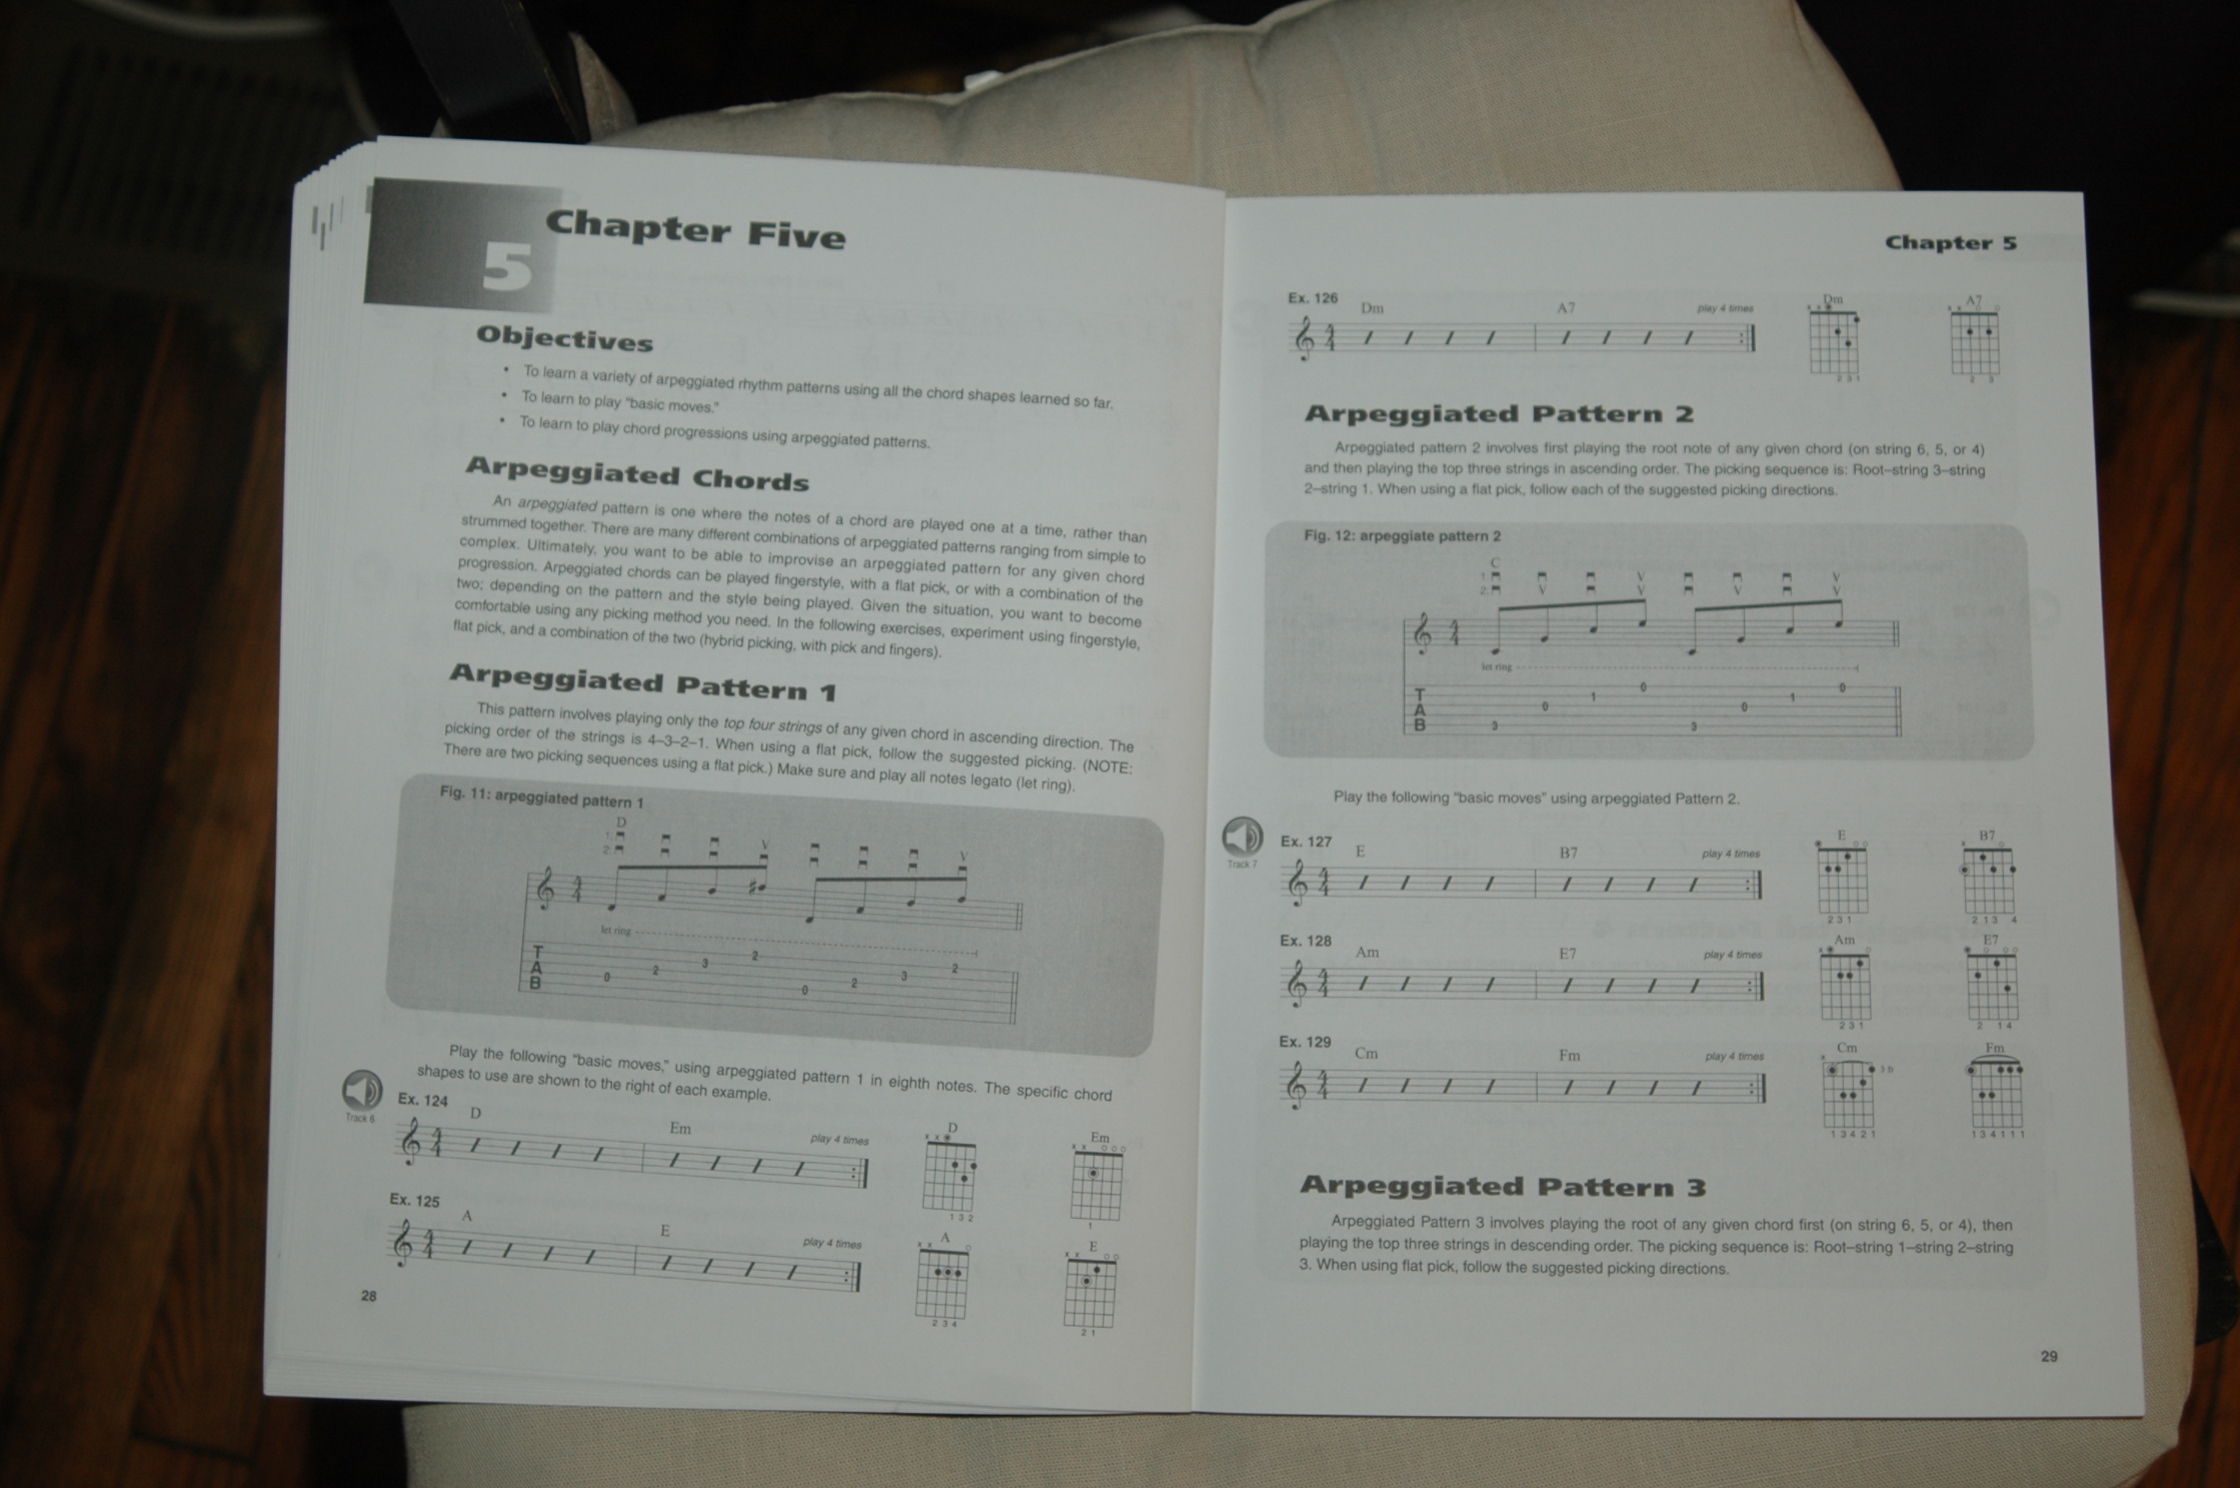 5
Chapter Five
Objectives
• To learn a variety of arpeggiated rhythm patterns using all the chord shapes learned so far.
• To learn to play "basic moves."
• To learn to play chord progressions using arpeggiated patterns.
Arpeggiated Chords
An arpeggiated pattern is one where the notes of a chord are played one at a time, rather than
strummed together. There are many different combinations of arpeggiated patterns ranging from simple to
complex. Ultimately, you want to be able to improvise an arpeggiated pattern for any given chord
progression. Arpeggiated chords can be played fingerstyle, with a flat pick, or with a combination of the
two; depending on the pattern and the style being played. Given the situation, you want to become
comfortable using any picking method you need. In the following exercises, experiment using fingerstyle,
flat pick, and a combination of the two (hybrid picking, with pick and fingers).
Arpeggiated Pattern 1
This pattern involves playing only the top four strings of any given chord in ascending direction. The
picking order of the strings is 4–3–2–1. When using a flat pick, follow the suggested picking. (NOTE:
There are two picking sequences using a flat pick.) Make sure and play all notes legato (let ring).
Fig. 11: arpeggiated pattern 1
D
1:
2:
4
4
let ring
T
A
B
0 2 3 2 0 2 3 2
Play the following "basic moves," using arpeggiated pattern 1 in eighth notes. The specific chord
shapes to use are shown to the right of each example.
Track 6
Ex. 124
D Em play 4 times
D
x x
1 3 2
Em
x x o o o
1
Ex. 125
A E play 4 times
A
x x o
2 3 4
E
x x o o
2 1
28
Chapter 5
Ex. 126
Dm A7 play 4 times
Dm
2 3 1
A7
2 3
Arpeggiated Pattern 2
Arpeggiated pattern 2 involves first playing the root note of any given chord (on string 6, 5, or 4)
and then playing the top three strings in ascending order. The picking sequence is: Root–string 3–string
2–string 1. When using a flat pick, follow each of the suggested picking directions.
Fig. 12: arpeggiate pattern 2
C
1:
2:
4
4
let ring
T
A
B
3 0 1 0 3 0 1 0
Play the following "basic moves" using arpeggiated Pattern 2.
Track 7
Ex. 127
E B7 play 4 times
E
2 3 1
B7
2 1 3 4
Ex. 128
Am E7 play 4 times
Am
2 3 1
E7
2 1 4
Ex. 129
Cm Fm play 4 times
Cm
1 3 4 2 1
Fm
1 3 4 1 1 1
Arpeggiated Pattern 3
Arpeggiated Pattern 3 involves playing the root of any given chord first (on string 6, 5, or 4), then
playing the top three strings in descending order. The picking sequence is: Root–string 1–string 2–string
3. When using flat pick, follow the suggested picking directions.
29